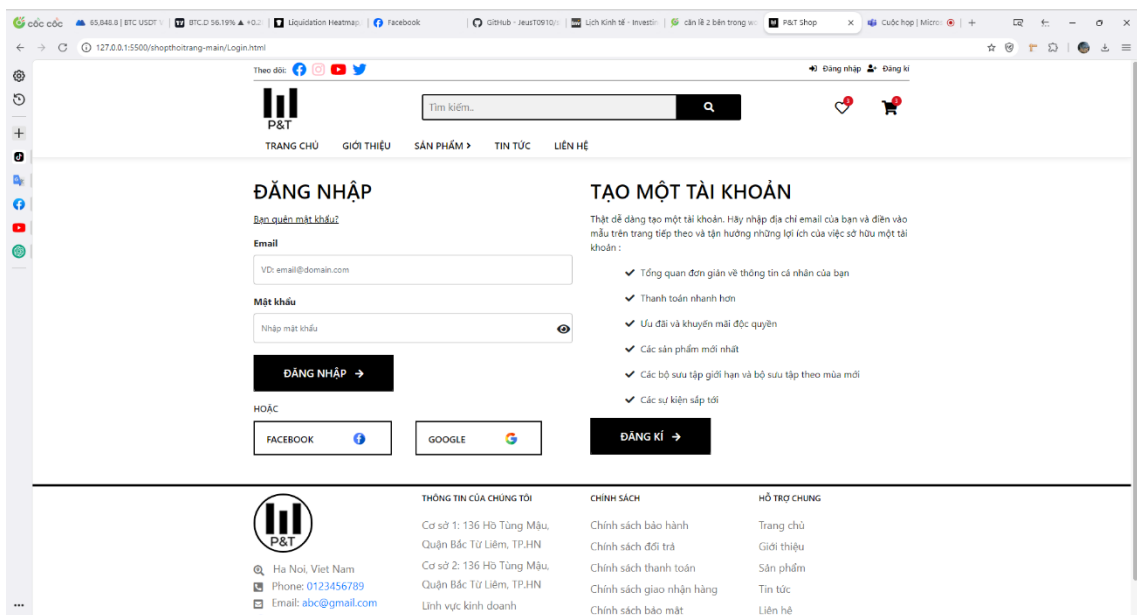 cốc cốc
65,848.8 | BTC USDT
BTC.D 56.19% ▲ +0.2
Liquidation Heatmap
Facebook
GitHub - JeusT0910/
Lịch Kinh tế - Investin
căn lề 2 bên trong
P&T Shop
Cuộc họp | Micros
127.0.0.1:5500/shopthoitrang-main/Login.html
Theo dõi:
Đăng nhập
Đăng kí
P&T
Tìm kiếm..
TRANG CHỦ
GIỚI THIỆU
SẢN PHẨM
TIN TỨC
LIÊN HỆ
ĐĂNG NHẬP
Bạn quên mật khẩu?
Email
VD: email@domain.com
Mật khẩu
Nhập mật khẩu
ĐĂNG NHẬP →
HOẶC
FACEBOOK
GOOGLE
TẠO MỘT TÀI KHOẢN
Thật dễ dàng tạo một tài khoản. Hãy nhập địa chỉ email của bạn và điền vào
mẫu trên trang tiếp theo và tận hưởng những lợi ích của việc sở hữu một tài
khoản :
Tổng quan đơn giản về thông tin cá nhân của bạn
Thanh toán nhanh hơn
Ưu đãi và khuyến mãi độc quyền
Các sản phẩm mới nhất
Các bộ sưu tập giới hạn và bộ sưu tập theo mùa mới
Các sự kiện sắp tới
ĐĂNG KÍ →
P&T
Ha Noi, Viet Nam
Phone: 0123456789
Email: abc@gmail.com
THÔNG TIN CỦA CHÚNG TÔI
Cơ sở 1: 136 Hồ Tùng Mậu,
Quận Bắc Từ Liêm, TP.HN
Cơ sở 2: 136 Hồ Tùng Mậu,
Quận Bắc Từ Liêm, TP.HN
Lĩnh vực kinh doanh
CHÍNH SÁCH
Chính sách bảo hành
Chính sách đổi trả
Chính sách thanh toán
Chính sách giao nhận hàng
Chính sách bảo mật
HỖ TRỢ CHUNG
Trang chủ
Giới thiệu
Sản phẩm
Tin tức
Liên hệ